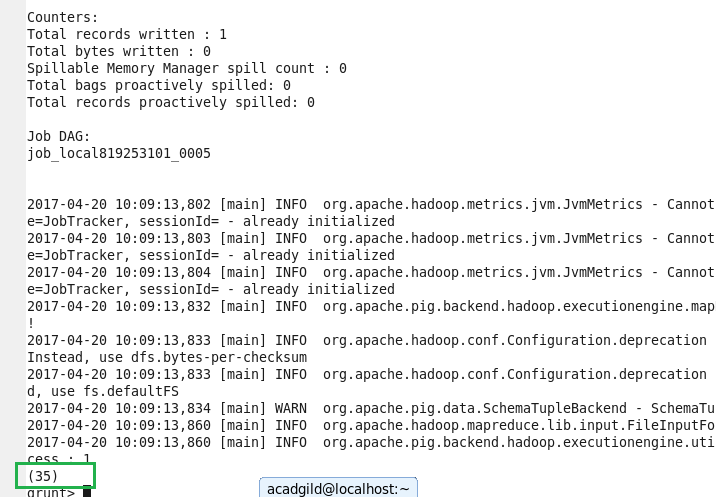 Counters:
Total records written : 1
Total bytes written : 0
Spillable Memory Manager spill count : 0
Total bags proactively spilled: 0
Total records proactively spilled: 0
Job DAG:
job_local819253101_0005
2017-04-20 10:09:13,802 [main] INFO  org.apache.hadoop.metrics.jvm.JvmMetrics - Cannot
e=JobTracker, sessionId= - already initialized
2017-04-20 10:09:13,803 [main] INFO  org.apache.hadoop.metrics.jvm.JvmMetrics - Cannot
e=JobTracker, sessionId= - already initialized
2017-04-20 10:09:13,804 [main] INFO  org.apache.hadoop.metrics.jvm.JvmMetrics - Cannot
e=JobTracker, sessionId= - already initialized
2017-04-20 10:09:13,832 [main] INFO  org.apache.pig.backend.hadoop.executionengine.map
!
2017-04-20 10:09:13,833 [main] INFO  org.apache.hadoop.conf.Configuration.deprecation
Instead, use dfs.bytes-per-checksum
2017-04-20 10:09:13,833 [main] INFO  org.apache.hadoop.conf.Configuration.deprecation
d, use fs.defaultFS
2017-04-20 10:09:13,834 [main] WARN  org.apache.pig.data.SchemaTupleBackend - SchemaTu
2017-04-20 10:09:13,860 [main] INFO  org.apache.hadoop.mapreduce.lib.input.FileInputFo
2017-04-20 10:09:13,860 [main] INFO  org.apache.pig.backend.hadoop.executionengine.uti
cess : 1
(35)
grunt>
acadgild@localhost:~